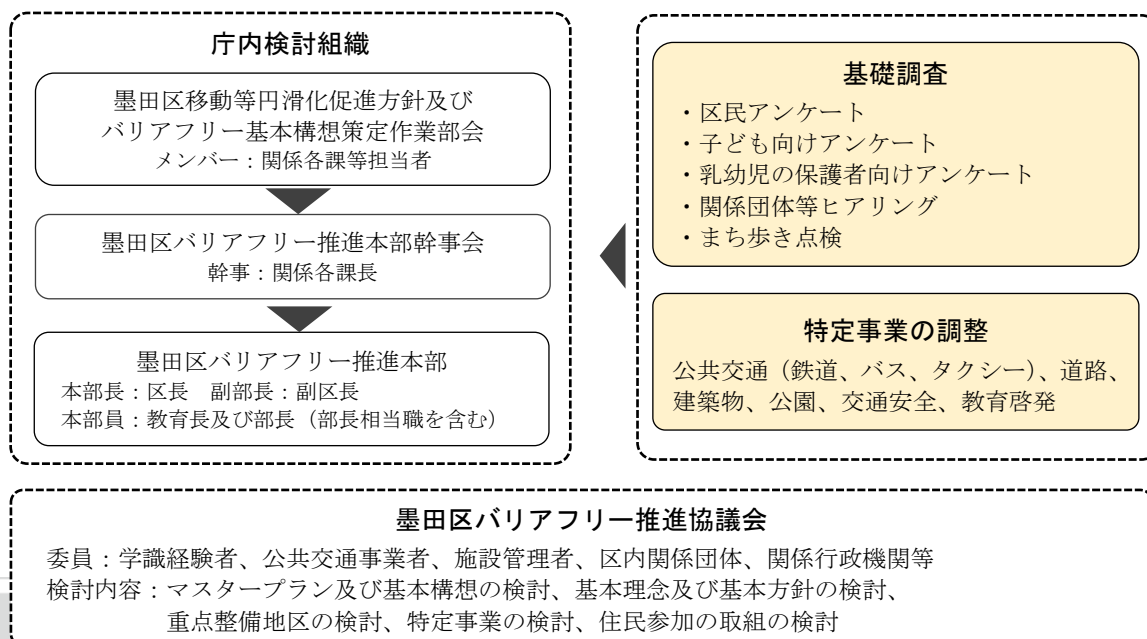 庁内検討組織
墨田区移動等円滑化促進方針及び
バリアフリー基本構想策定作業部会
メンバー：関係各課等担当者
墨田区バリアフリー推進本部幹事会
幹事：関係各課長
墨田区バリアフリー推進本部
本部長：区長　副部長：副区長
本部員：教育長及び部長（部長相当職を含む）
基礎調査
・区民アンケート
・子ども向けアンケート
・乳幼児の保護者向けアンケート
・関係団体等ヒアリング
・まち歩き点検
特定事業の調整
公共交通（鉄道、バス、タクシー）、道路、
建築物、公園、交通安全、教育啓発
墨田区バリアフリー推進協議会
委員：学識経験者、公共交通事業者、施設管理者、区内関係団体、関係行政機関等
検討内容：マスタープラン及び基本構想の検討、基本理念及び基本方針の検討、
重点整備地区の検討、特定事業の検討、住民参加の取組の検討